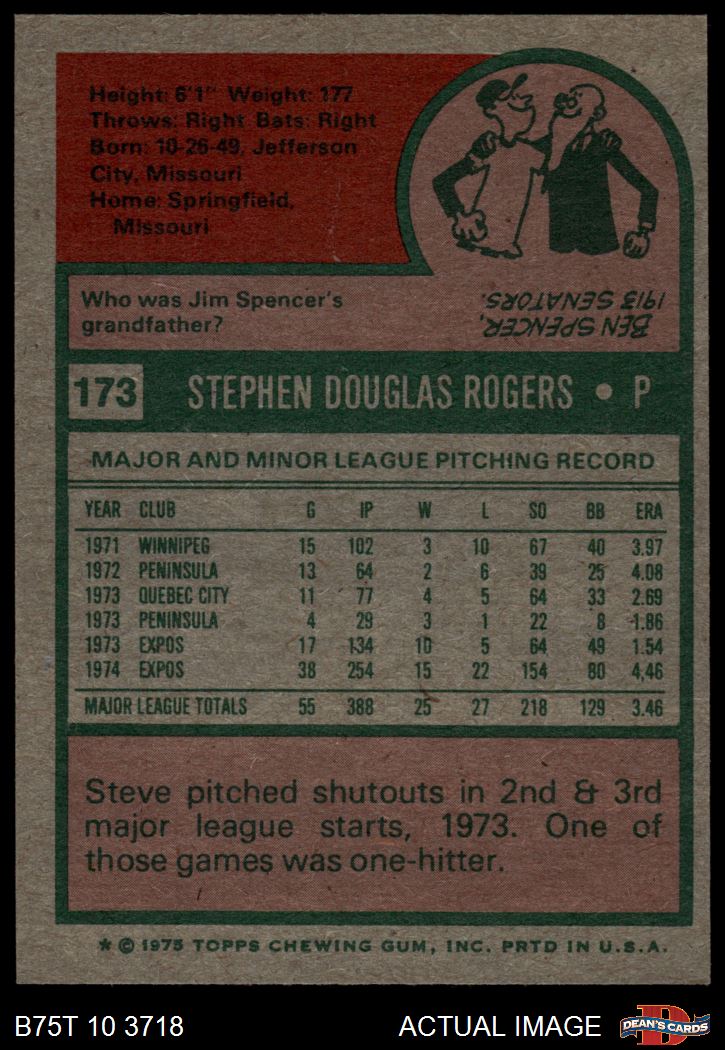 Height: 6'1" Weight: 177
Throws: Right Bats: Right
Born: 10-26-49, Jefferson
City, Missouri
Home: Springfield,
Missouri
Who was Jim Spencer's
grandfather?
BEN SPENCER,
1913 SENATORS.
173 STEPHEN DOUGLAS ROGERS • P
MAJOR AND MINOR LEAGUE PITCHING RECORD
YEAR CLUB G IP W L SO BB ERA
1971 WINNIPEG 15 102 3 10 67 40 3.97
1972 PENINSULA 13 64 2 6 39 25 4.08
1973 QUEBEC CITY 11 77 4 5 64 33 2.69
1973 PENINSULA 4 29 3 1 22 8 1.86
1973 EXPOS 17 134 10 5 64 49 1.54
1974 EXPOS 38 254 15 22 154 80 4.46
MAJOR LEAGUE TOTALS 55 388 25 27 218 129 3.46
Steve pitched shutouts in 2nd & 3rd
major league starts, 1973. One of
those games was one-hitter.
* © 1975 TOPPS CHEWING GUM, INC. PRTD IN U.S.A.
B75T 10 3718 ACTUAL IMAGE DEAN'S CARDS